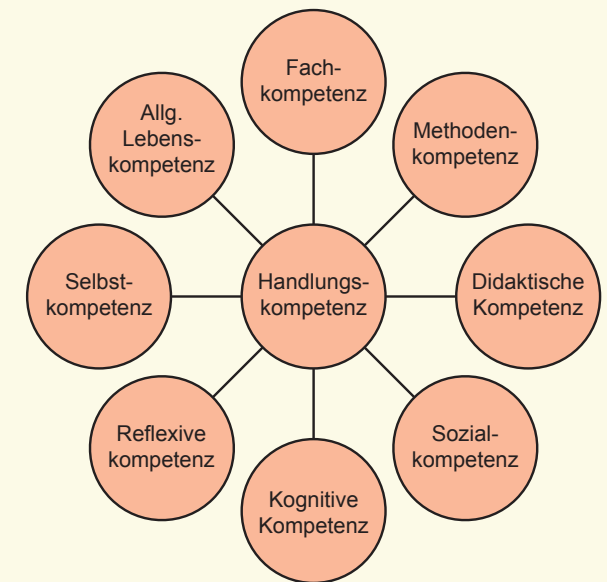 Fach-
kompetenz
Allg.
Lebens-
kompetenz
Methoden-
kompetenz
Selbst-
kompetenz
Handlungs-
kompetenz
Didaktische
Kompetenz
Reflexive
kompetenz
Sozial-
kompetenz
Kognitive
Kompetenz